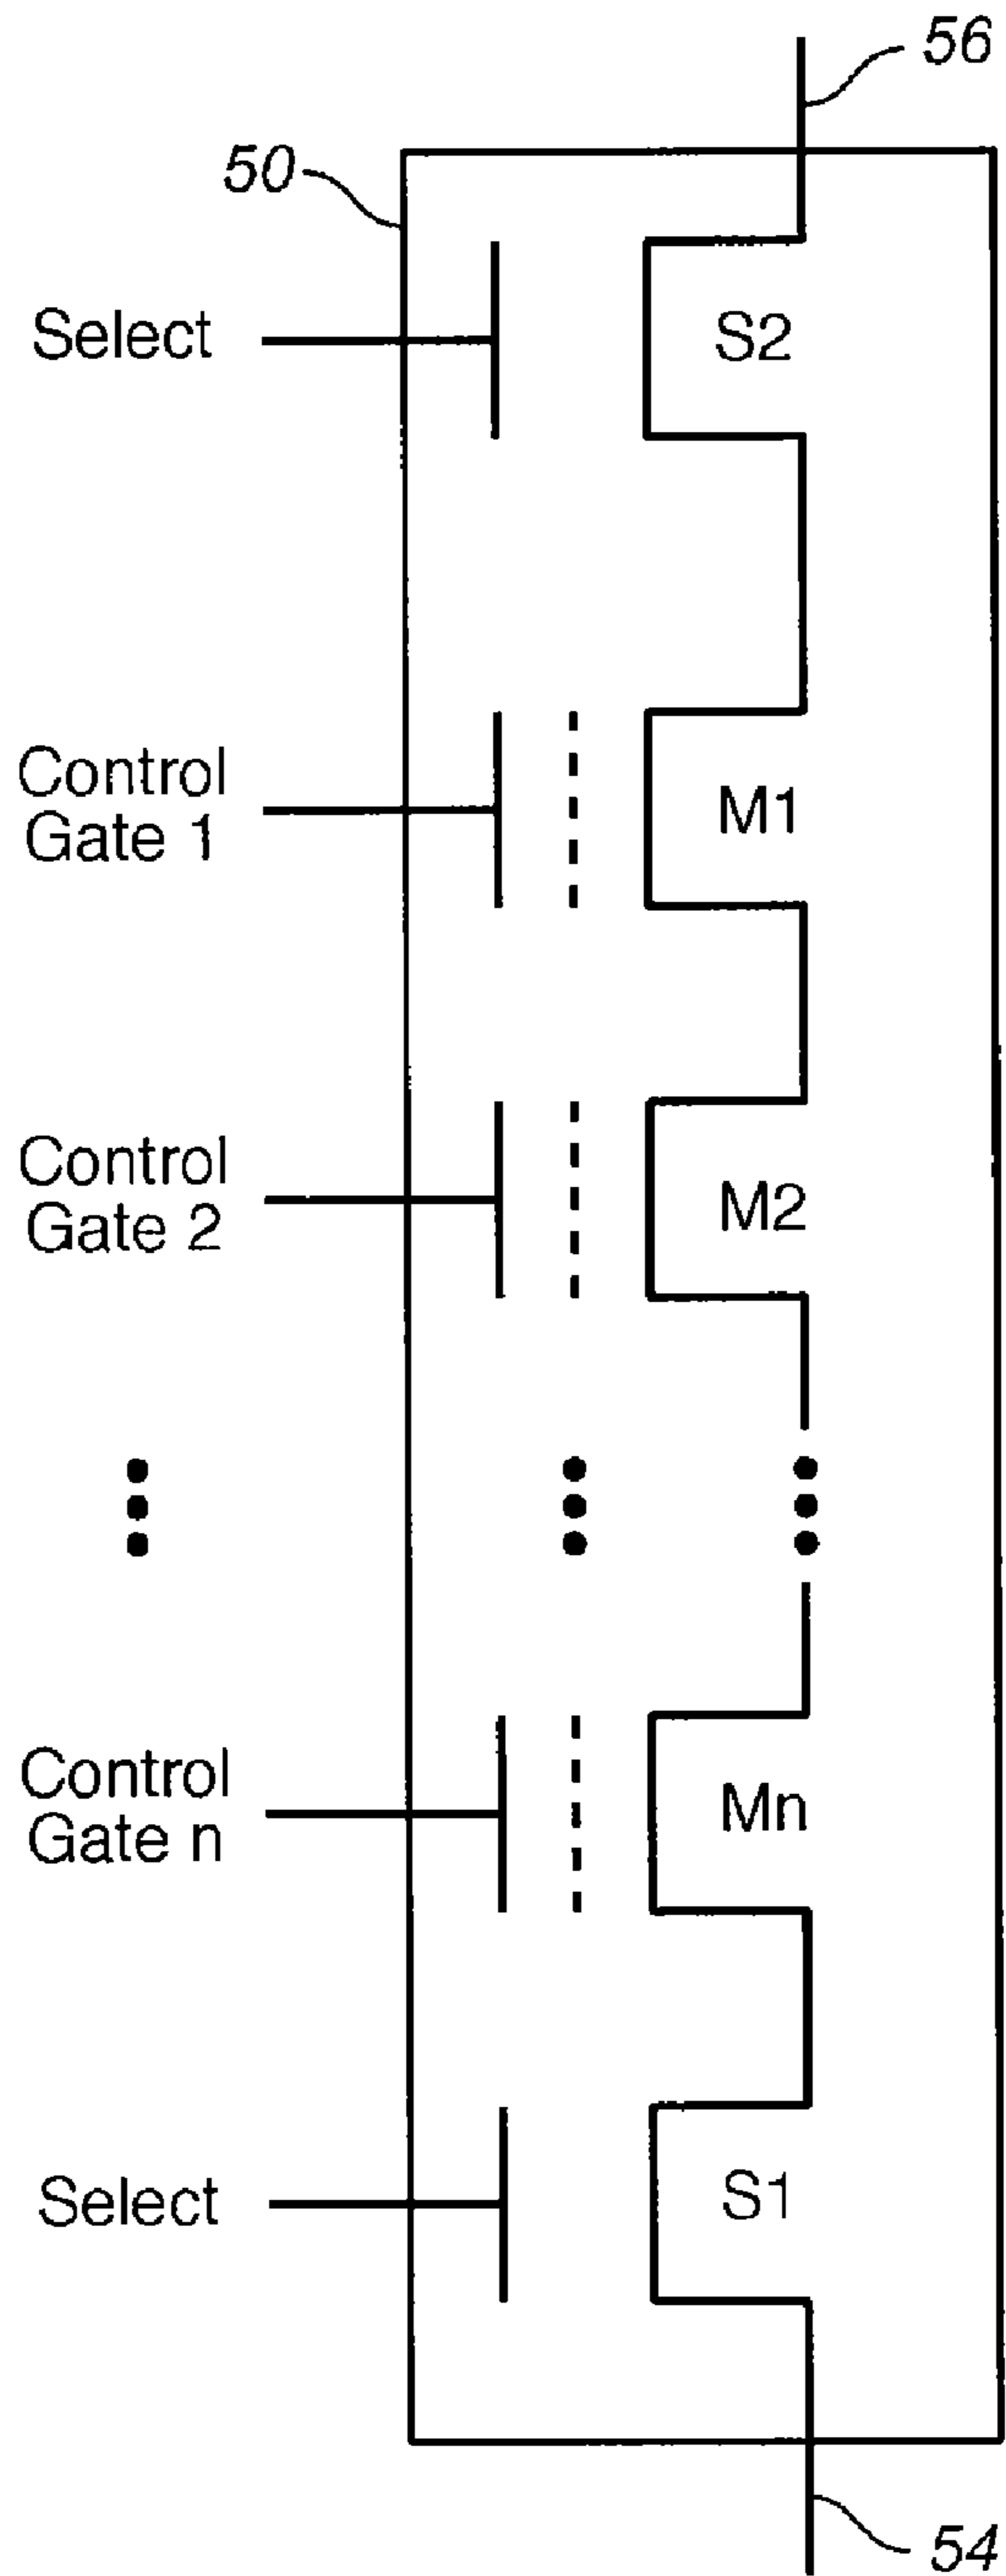 56
50
Select
S2
Control
Gate 1
M1
Control
Gate 2
M2
Control
Gate n
Mn
Select
S1
54